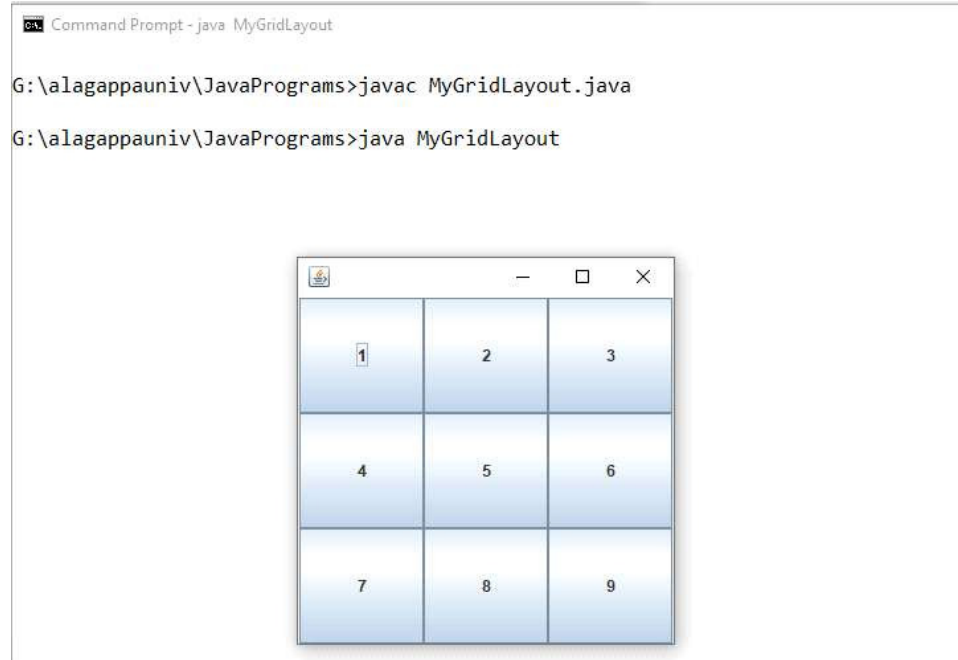 Command Prompt - java MyGridLayout
G:\alagappauniv\JavaPrograms>javac MyGridLayout.java
G:\alagappauniv\JavaPrograms>java MyGridLayout
1 2 3
4 5 6
7 8 9